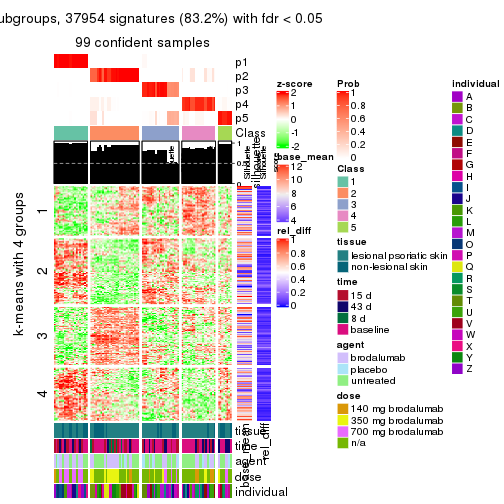 ubgroups, 37954 signatures (83.2%) with fdr < 0.05
99 confident samples
p1
p2
p3
p4
p5
Class
1
0.5
0
silhouette
k-means with 4 groups
1
2
3
4
base_mean
rel_diff
tissue
time
agent
dose
individual
z-score
2
1
0
-1
-2
base_mean
12
10
8
6
4
rel_diff
1
0.8
0.6
0.4
0.2
0
Prob
1
0.8
0.6
0.4
0.2
0
Class
1
2
3
4
5
tissue
lesional psoriatic skin
non-lesional skin
time
15 d
43 d
8 d
baseline
agent
brodalumab
placebo
untreated
dose
140 mg brodalumab
350 mg brodalumab
700 mg brodalumab
n/a
individual
A
B
C
D
E
F
G
H
I
J
K
L
M
O
P
Q
R
S
T
U
V
W
X
Y
Z